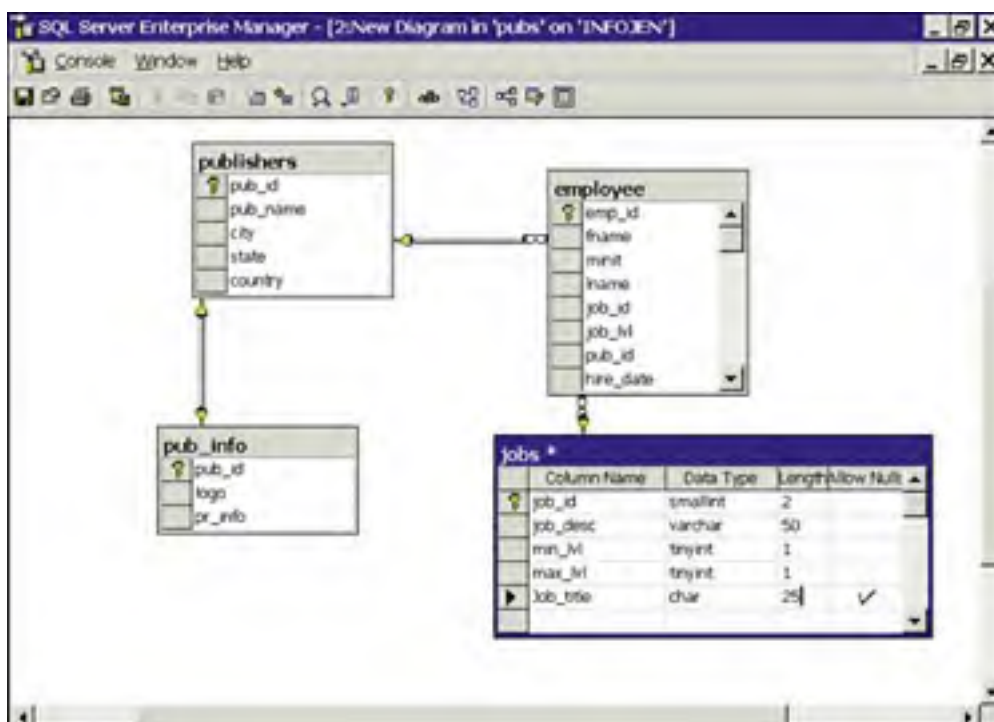 SQL Server Enterprise Manager - [2:New Diagram in 'pubs' on 'INFOJEN']
Console Window Help
publishers
pub_id
pub_name
city
state
country
employee
emp_id
fname
minit
lname
job_id
job_lvl
pub_id
hire_date
pub_info
pub_id
logo
pr_info
jobs *
Column Name Data Type Length Allow Nulls
job_id smallint 2
job_desc varchar 50
min_lvl tinyint 1
max_lvl tinyint 1
Job_title char 25